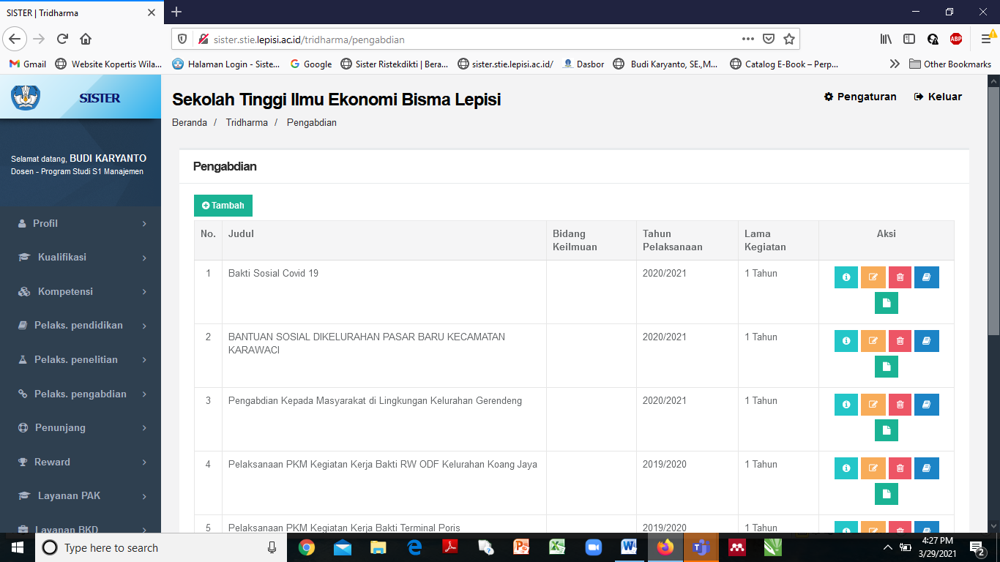 SISTER | Tridharma
sister.stie.lepisi.ac.id/tridharma/pengabdian
Gmail
Website Kopertis Wila...
Halaman Login - Siste...
Google
Sister Ristekdikti | Bera...
sister.stie.lepisi.ac.id/
Dasbor
Budi Karyanto, SE.,M...
Catalog E-Book – Perp...
Other Bookmarks
ABP
SISTER
Selamat datang, BUDI KARYANTO
Dosen - Program Studi S1 Manajemen
Profil
Kualifikasi
Kompetensi
Pelaks. pendidikan
Pelaks. penelitian
Pelaks. pengabdian
Penunjang
Reward
Layanan PAK
Layanan BKD
Sekolah Tinggi Ilmu Ekonomi Bisma Lepisi
Pengaturan
Keluar
Beranda / Tridharma / Pengabdian
Pengabdian
Tambah
No. Judul Bidang Keilmuan Tahun Pelaksanaan Lama Kegiatan Aksi
1 Bakti Sosial Covid 19 2020/2021 1 Tahun
2 BANTUAN SOSIAL DIKELURAHAN PASAR BARU KECAMATAN KARAWACI 2020/2021 1 Tahun
3 Pengabdian Kepada Masyarakat di Lingkungan Kelurahan Gerendeng 2020/2021 1 Tahun
4 Pelaksanaan PKM Kegiatan Kerja Bakti RW ODF Kelurahan Koang Jaya 2019/2020 1 Tahun
5 Pelaksanaan PKM Kegiatan Kerja Bakti Terminal Poris 2019/2020 1 Tahun
Type here to search
4:27 PM
3/29/2021
2